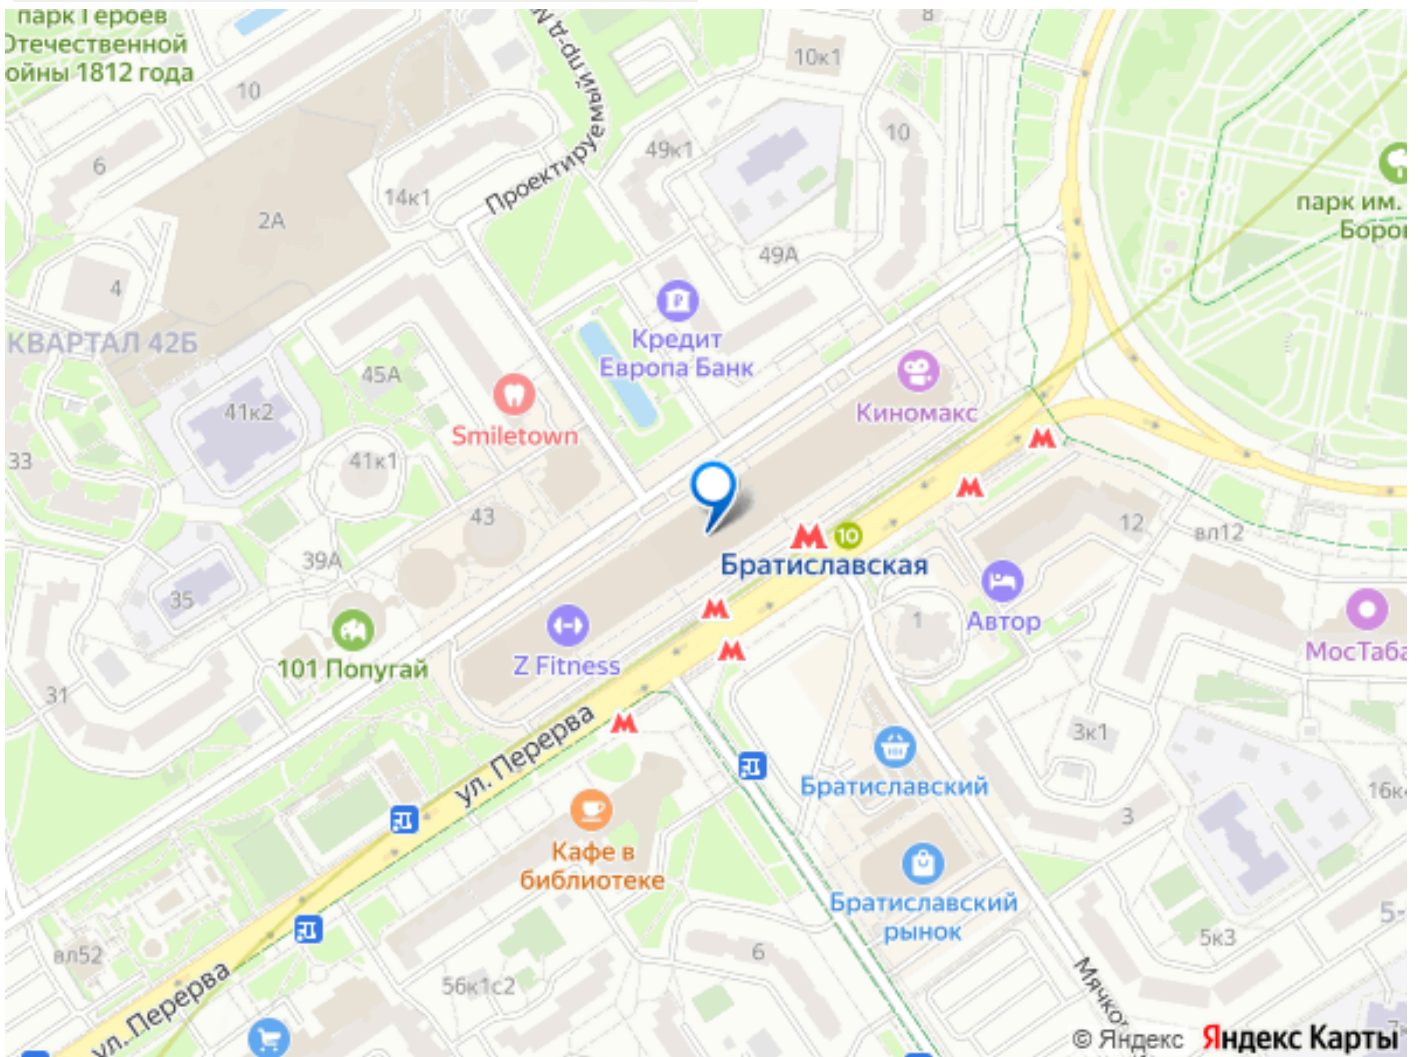 парк Героев
Отечественной
войны 1812 года
8
10к1
10
6
14к1
2А
Проектируемый пр-д
49к1
10
49А
парк им.
4
КВАРТАЛ 42Б
Кредит
Европа Банк
45А
41к2
Киномакс
Smiletown
33
41к1
43
12
вл12
10
Братиславская
39А
35
1
Автор
101 Попугай
Z Fitness
31
ул. Перерва
3к1
Братиславский
3
Кафе в
библиотеке
Братиславский
рынок
5к3
6
вл52
56к1с2
ул. Перерва
© Яндекс Яндекс Карты